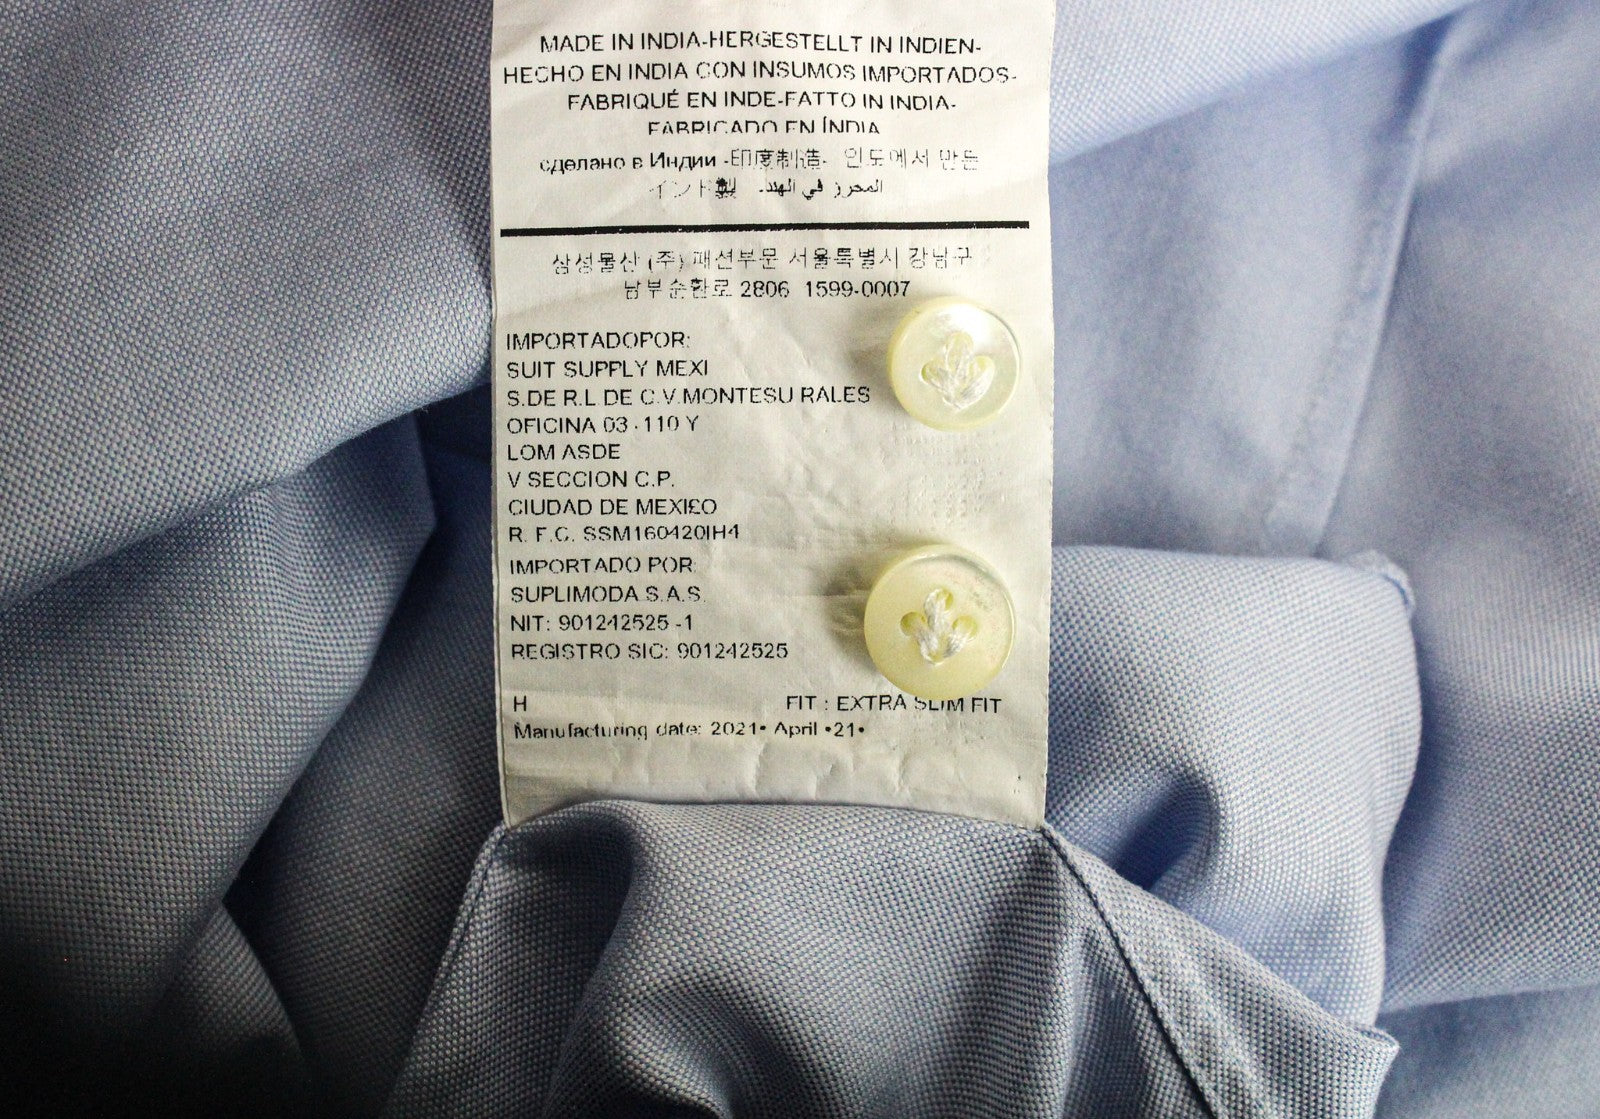 MADE IN INDIA-HERGESTELLT IN INDIEN-
HECHO EN INDIA CON INSUMOS IMPORTADOS-
FABRIQUÉ EN INDE-FATTO IN INDIA-
FABRICADO EN ÍNDIA
сделано в Индии -印度制造- 인도에서 만든
インド製 المحرز في الهند.
삼성물산 (주) 패션부문 서울특별시 강남구
남부순환로 2806 1599-0007
IMPORTADOPOR:
SUIT SUPPLY MEXI
S.DE R.L DE C.V.MONTESU RALES
OFICINA 03-110 Y
LOM ASDE
V SECCION C.P.
CIUDAD DE MEXICO
R. F.C. SSM160420IH4
IMPORTADO POR:
SUPLIMODA S.A.S.
NIT: 901242525 -1
REGISTRO SIC: 901242525
H FIT : EXTRA SLIM FIT
Manufacturing date: 2021• April •21•